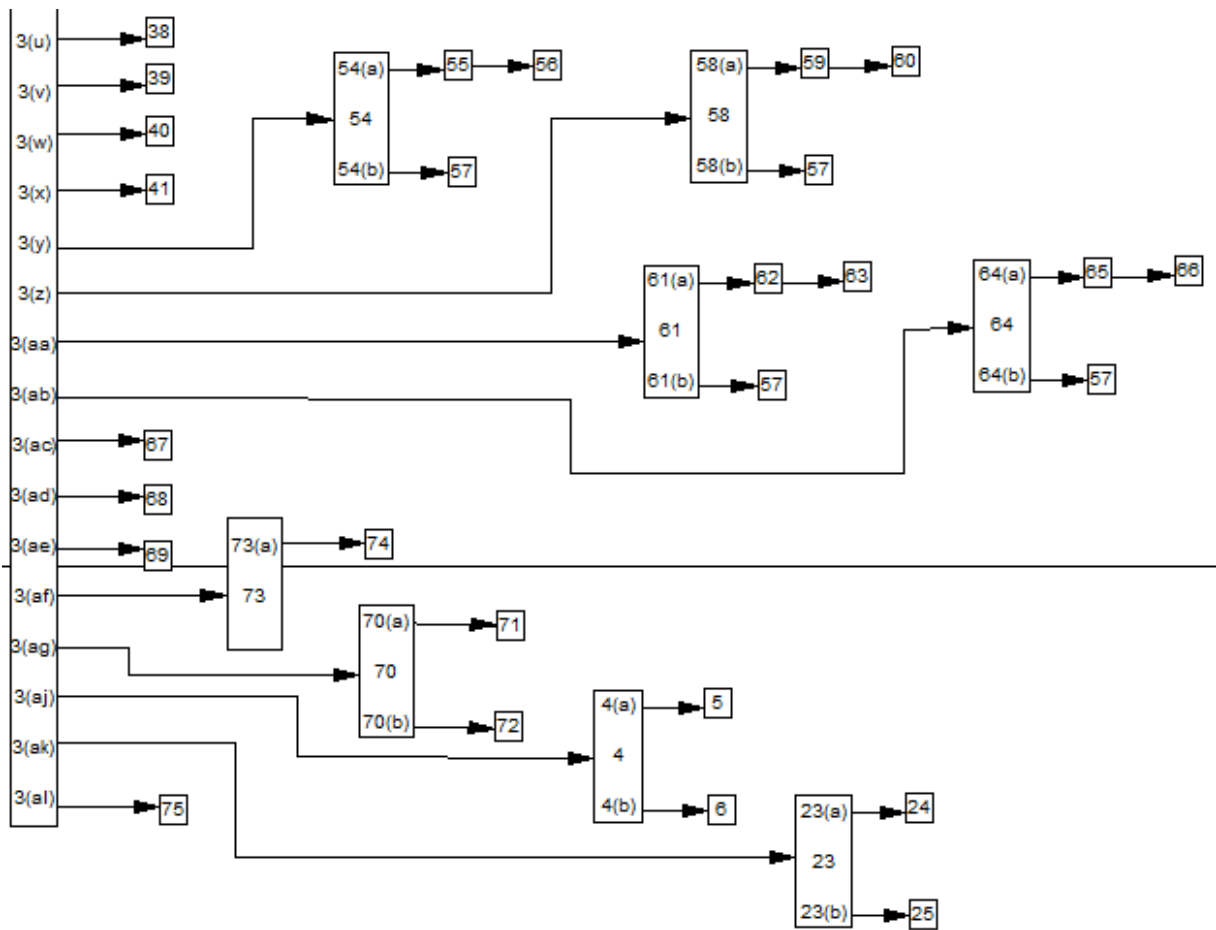 3(u) 38
3(v) 39
3(w) 40
3(x) 41
3(y)
54(a) 55 56
54
54(b) 57
58(a) 59 60
58
58(b) 57
3(z)
3(aa)
61(a) 62 63
61
61(b) 57
64(a) 65 66
64
64(b) 57
3(ab)
3(ac) 67
3(ad) 68
3(ae) 69
73(a) 74
73
3(af)
3(ag)
70(a) 71
70
70(b) 72
3(aj)
4(a) 5
4
4(b) 6
3(ak)
23(a) 24
23
23(b) 25
3(al) 75